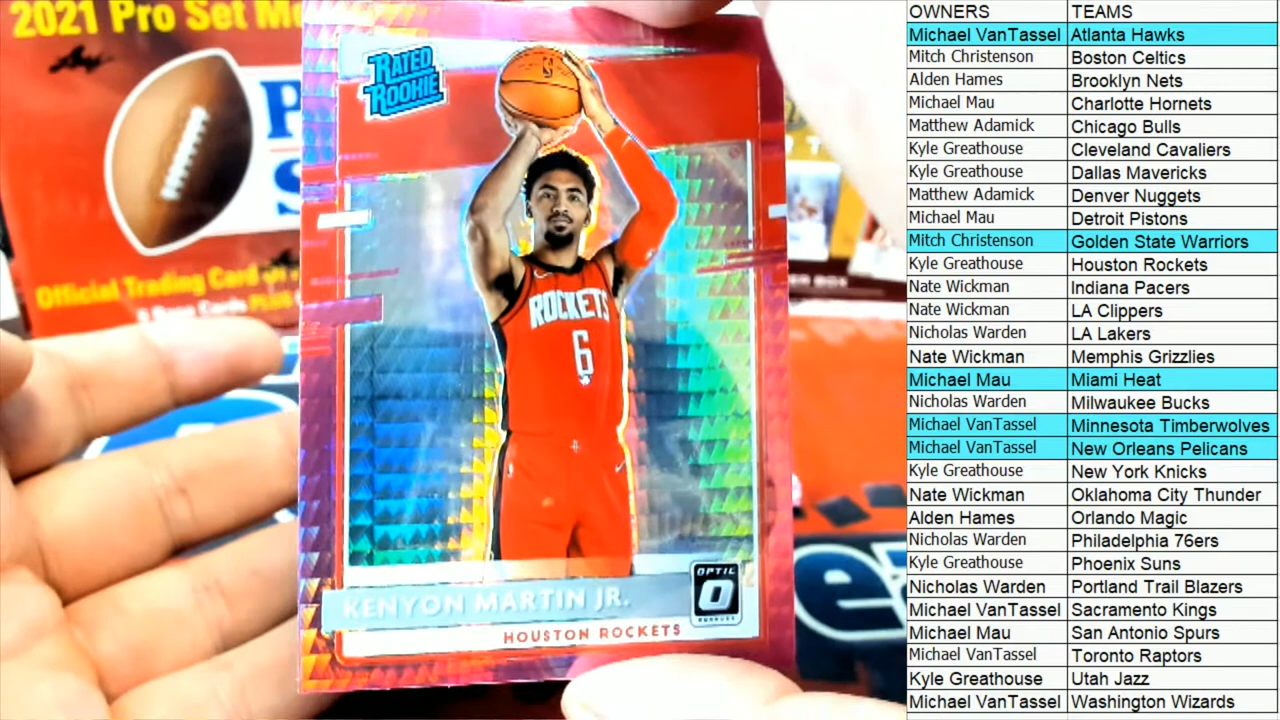 2021 Pro Set Me
P
S
Official Trading Card
RATED
ROOKIE
ROCKETS
6
OPTIC
KENYON MARTIN JR.
HOUSTON ROCKETS
OWNERS TEAMS
Michael VanTassel Atlanta Hawks
Mitch Christenson Boston Celtics
Alden Hames Brooklyn Nets
Michael Mau Charlotte Hornets
Matthew Adamick Chicago Bulls
Kyle Greathouse Cleveland Cavaliers
Kyle Greathouse Dallas Mavericks
Matthew Adamick Denver Nuggets
Michael Mau Detroit Pistons
Mitch Christenson Golden State Warriors
Kyle Greathouse Houston Rockets
Nate Wickman Indiana Pacers
Nate Wickman LA Clippers
Nicholas Warden LA Lakers
Nate Wickman Memphis Grizzlies
Michael Mau Miami Heat
Nicholas Warden Milwaukee Bucks
Michael VanTassel Minnesota Timberwolves
Michael VanTassel New Orleans Pelicans
Kyle Greathouse New York Knicks
Nate Wickman Oklahoma City Thunder
Alden Hames Orlando Magic
Nicholas Warden Philadelphia 76ers
Kyle Greathouse Phoenix Suns
Nicholas Warden Portland Trail Blazers
Michael VanTassel Sacramento Kings
Michael Mau San Antonio Spurs
Michael VanTassel Toronto Raptors
Kyle Greathouse Utah Jazz
Michael VanTassel Washington Wizards